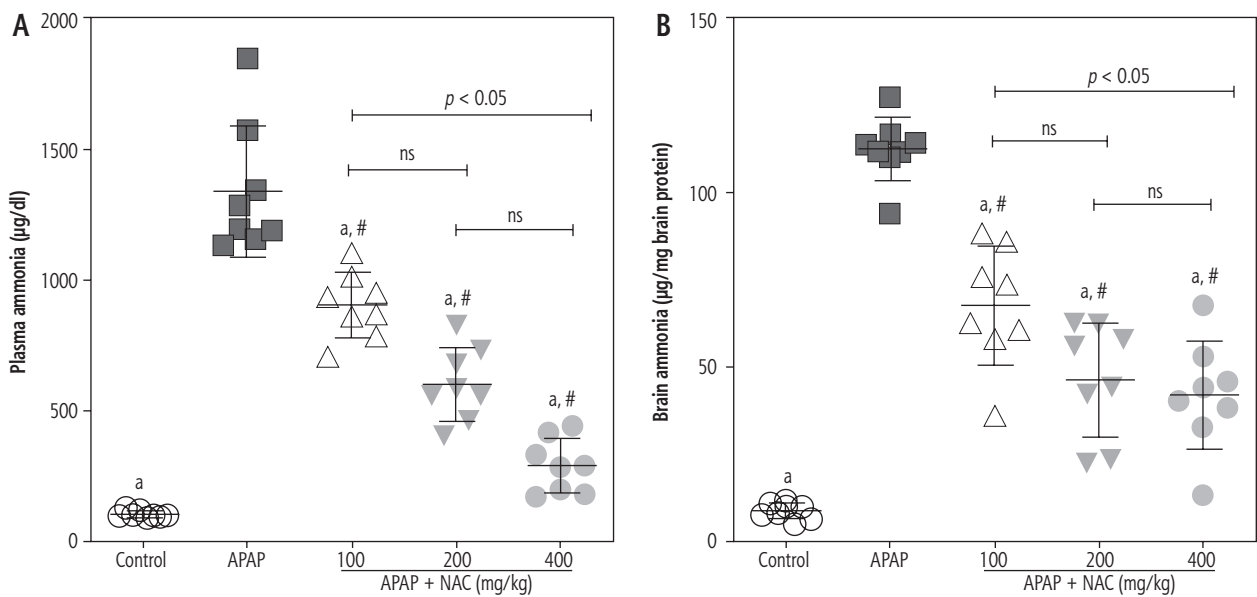 A
Plasma ammonia (µg/dl)
2000
1500
1000
500
0
p < 0.05
ns
ns
a
a, #
a, #
a, #
Control
APAP
100
200
400
APAP + NAC (mg/kg)
B
Brain ammonia (µg/mg brain protein)
150
100
50
0
p < 0.05
ns
ns
a
a, #
a, #
a, #
Control
APAP
100
200
400
APAP + NAC (mg/kg)